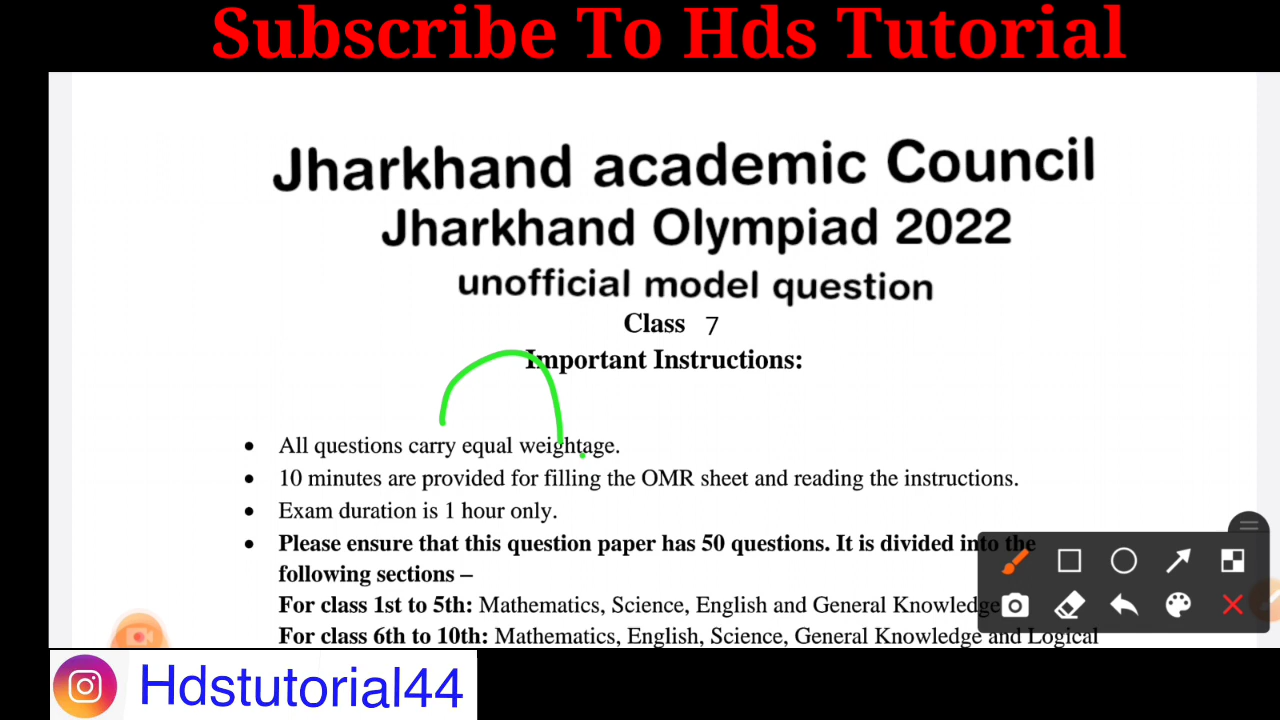 Subscribe To Hds Tutorial
Jharkhand academic Council
Jharkhand Olympiad 2022
unofficial model question
Class 7
Important Instructions:
• All questions carry equal weightage.
• 10 minutes are provided for filling the OMR sheet and reading the instructions.
• Exam duration is 1 hour only.
• Please ensure that this question paper has 50 questions. It is divided into the
following sections –
For class 1st to 5th: Mathematics, Science, English and General Knowledge
For class 6th to 10th: Mathematics, English, Science, General Knowledge and Logical
Hdstutorial44